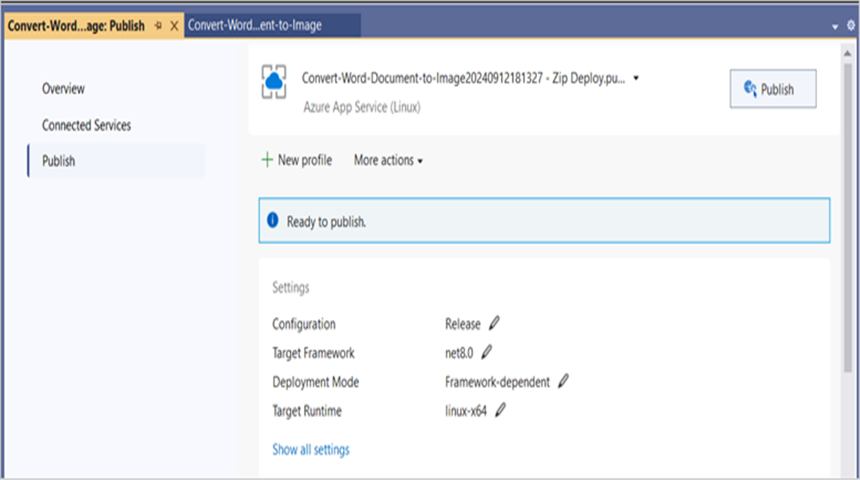 Convert-Word...age: Publish
Convert-Word...ent-to-Image
Overview
Connected Services
Publish
Convert-Word-Document-to-Image20240912181327 - Zip Deploy.pu...
Azure App Service (Linux)
Publish
New profile
More actions
Ready to publish.
Settings
Configuration Release
Target Framework net8.0
Deployment Mode Framework-dependent
Target Runtime linux-x64
Show all settings